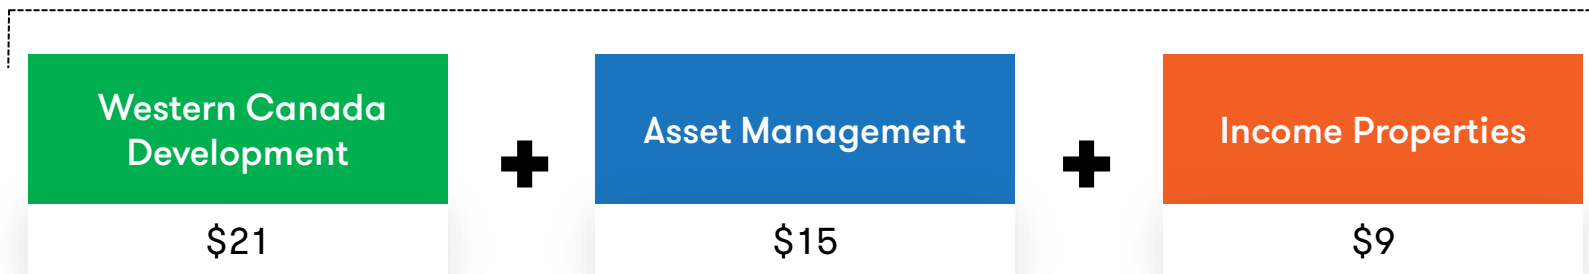 Western Canada
Development
Asset Management
Income Properties
$21
$15
$9